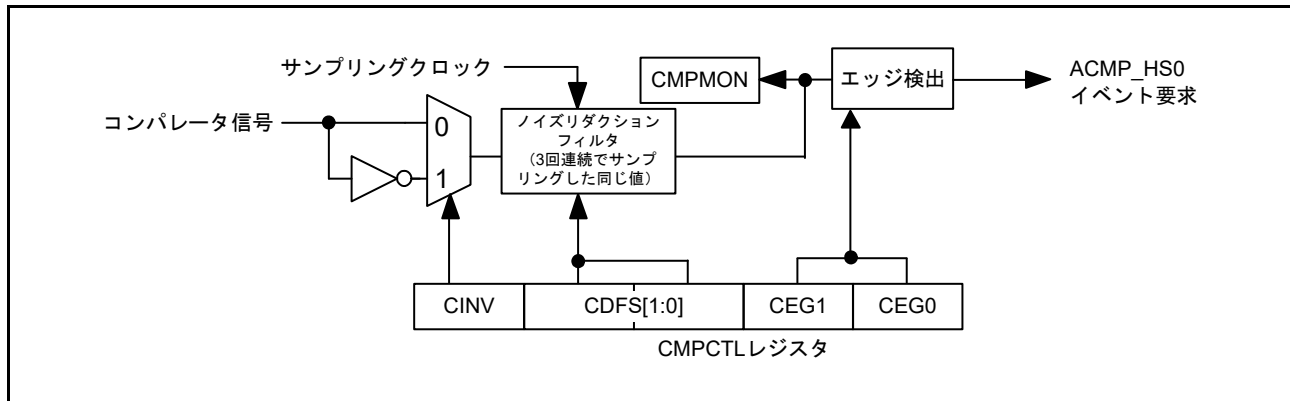 サンプリングクロック
コンパレータ信号
0
1
ノイズリダクション
フィルタ
（3回連続でサンプ
リングした同じ値）
CMPMON
エッジ検出
ACMP_HS0
イベント要求
CINV
CDFS[1:0]
CEG1
CEG0
CMPCTLレジスタ